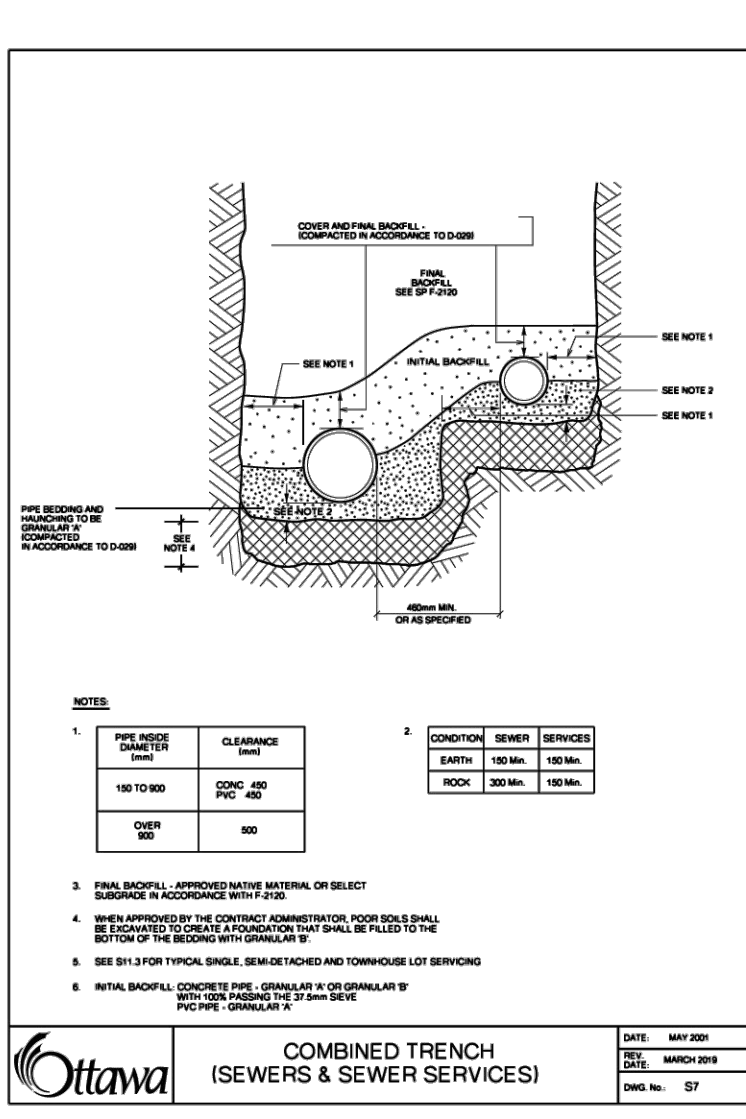 COVER AND FINAL BACKFILL -
(COMPACTED IN ACCORDANCE TO D-029)
FINAL
BACKFILL
SEE SP F-2120
SEE NOTE 1
SEE NOTE 1
INITIAL BACKFILL
SEE NOTE 2
SEE NOTE 1
PIPE BEDDING AND
HAUNCHING TO BE
GRANULAR 'A'
(COMPACTED
IN ACCORDANCE TO D-029)
SEE NOTE 2
SEE
NOTE 4
460mm MIN.
OR AS SPECIFIED
NOTES:
1.
PIPE INSIDE
DIAMETER
(mm)
CLEARANCE
(mm)
150 TO 900
CONC 450
PVC 450
OVER
900
500
2.
CONDITION SEWER SERVICES
EARTH 150 Min. 150 Min.
ROCK 300 Min. 150 Min.
3. FINAL BACKFILL - APPROVED NATIVE MATERIAL OR SELECT
SUBGRADE IN ACCORDANCE WITH F-2120.
4. WHEN APPROVED BY THE CONTRACT ADMINISTRATOR, POOR SOILS SHALL
BE EXCAVATED TO CREATE A FOUNDATION THAT SHALL BE FILLED TO THE
BOTTOM OF THE BEDDING WITH GRANULAR 'B'.
5. SEE S11.3 FOR TYPICAL SINGLE, SEMI-DETACHED AND TOWNHOUSE LOT SERVICING
6. INITIAL BACKFILL: CONCRETE PIPE - GRANULAR 'A' OR GRANULAR 'B'
WITH 100% PASSING THE 37.5mm SIEVE
PVC PIPE - GRANULAR 'A'
Ottawa
COMBINED TRENCH
(SEWERS & SEWER SERVICES)
DATE: MAY 2001
REV.
DATE: MARCH 2019
DWG. No.: S7